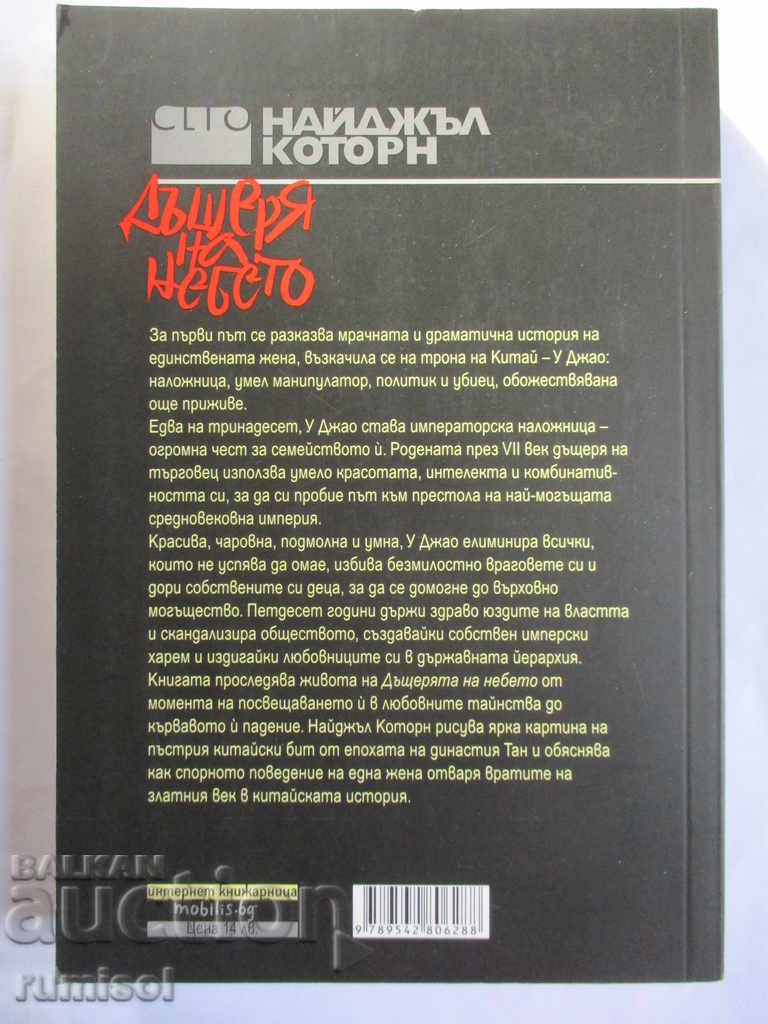 CLIO
НАЙДЖЪЛ
КОТОРН
Дъщеря
на
небето
За първи път се разказва мрачната и драматична история на
единствената жена, възкачила се на трона на Китай – У Джао:
наложница, умел манипулатор, политик и убиец, обожествявана
още приживе.
Едва на тринадесет, У Джао става императорска наложница –
огромна чест за семейството ѝ. Родената през VII век дъщеря на
търговец използва умело красотата, интелекта и комбинатив-
ността си, за да си пробие път към престола на най-могъщата
средновековна империя.
Красива, чаровна, подмолна и умна, У Джао елиминира всички,
които не успява да омае, избива безмилостно враговете си и
дори собствените си деца, за да се домогне до върховно
могъщество. Петдесет години държи здраво юздите на властта
и скандализира обществото, създавайки собствен имперски
харем и издигайки любовниците си в държавната йерархия.
Книгата проследява живота на Дъщерята на небето от
момента на посвещаването ѝ в любовните тайнства до
кървавото ѝ падение. Найджъл Которн рисува ярка картина на
пъстрия китайски бит от епохата на династия Тан и обяснява
как спорното поведение на една жена отваря вратите на
златния век в китайската история.
BALKAN
auction
интернет книжарница
mobilis.bg
Цена 14 лв.
9 789542 806288
rumisol